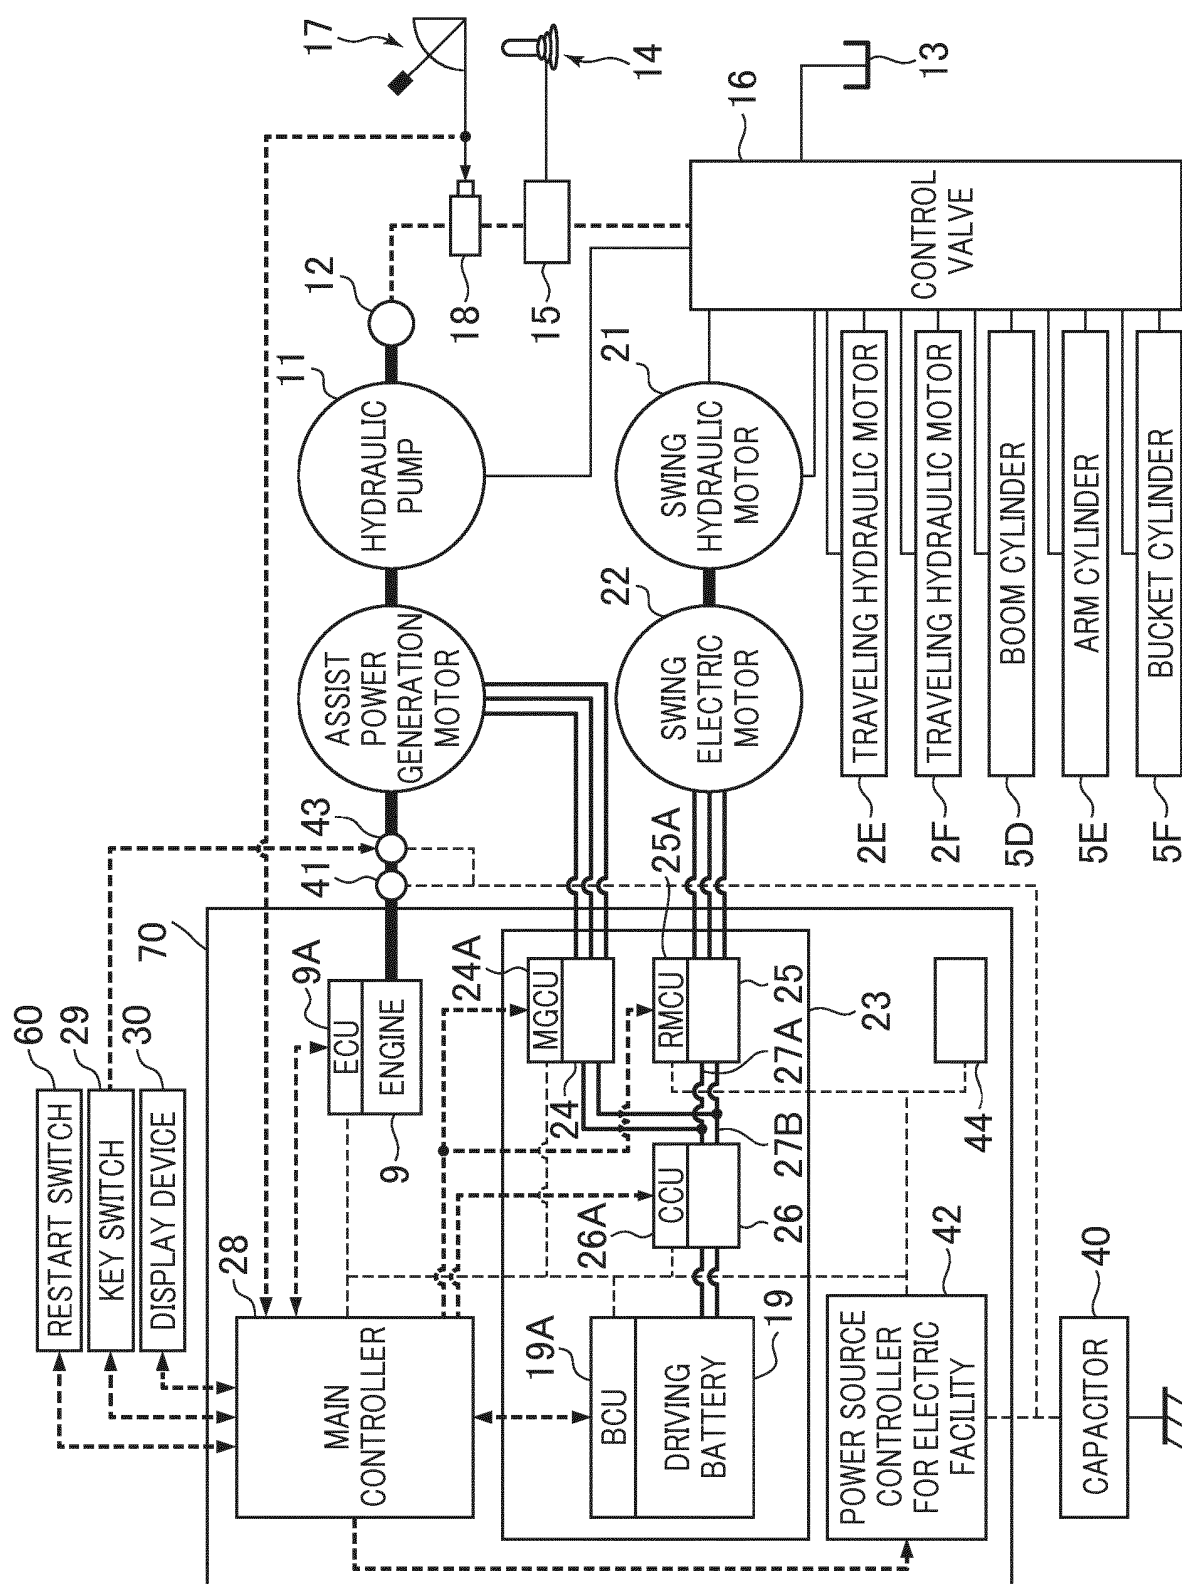 60
RESTART SWITCH
29
KEY SWITCH
30
DISPLAY DEVICE
70
28
MAIN
CONTROLLER
9A
ECU
ENGINE
9
41
43
ASSIST
POWER
GENERATION
MOTOR
11
HYDRAULIC
PUMP
12
17
18
14
15
24A
MGCU
24
25A
RMCU
25
23
27A
27B
26A
CCU
26
19A
BCU
DRIVING
BATTERY
19
22
SWING
ELECTRIC
MOTOR
21
SWING
HYDRAULIC
MOTOR
16
CONTROL
VALVE
13
44
42
POWER SOURCE
CONTROLLER
FOR ELECTRIC
FACILITY
40
CAPACITOR
2E
TRAVELING HYDRAULIC MOTOR
2F
TRAVELING HYDRAULIC MOTOR
5D
BOOM CYLINDER
5E
ARM CYLINDER
5F
BUCKET CYLINDER